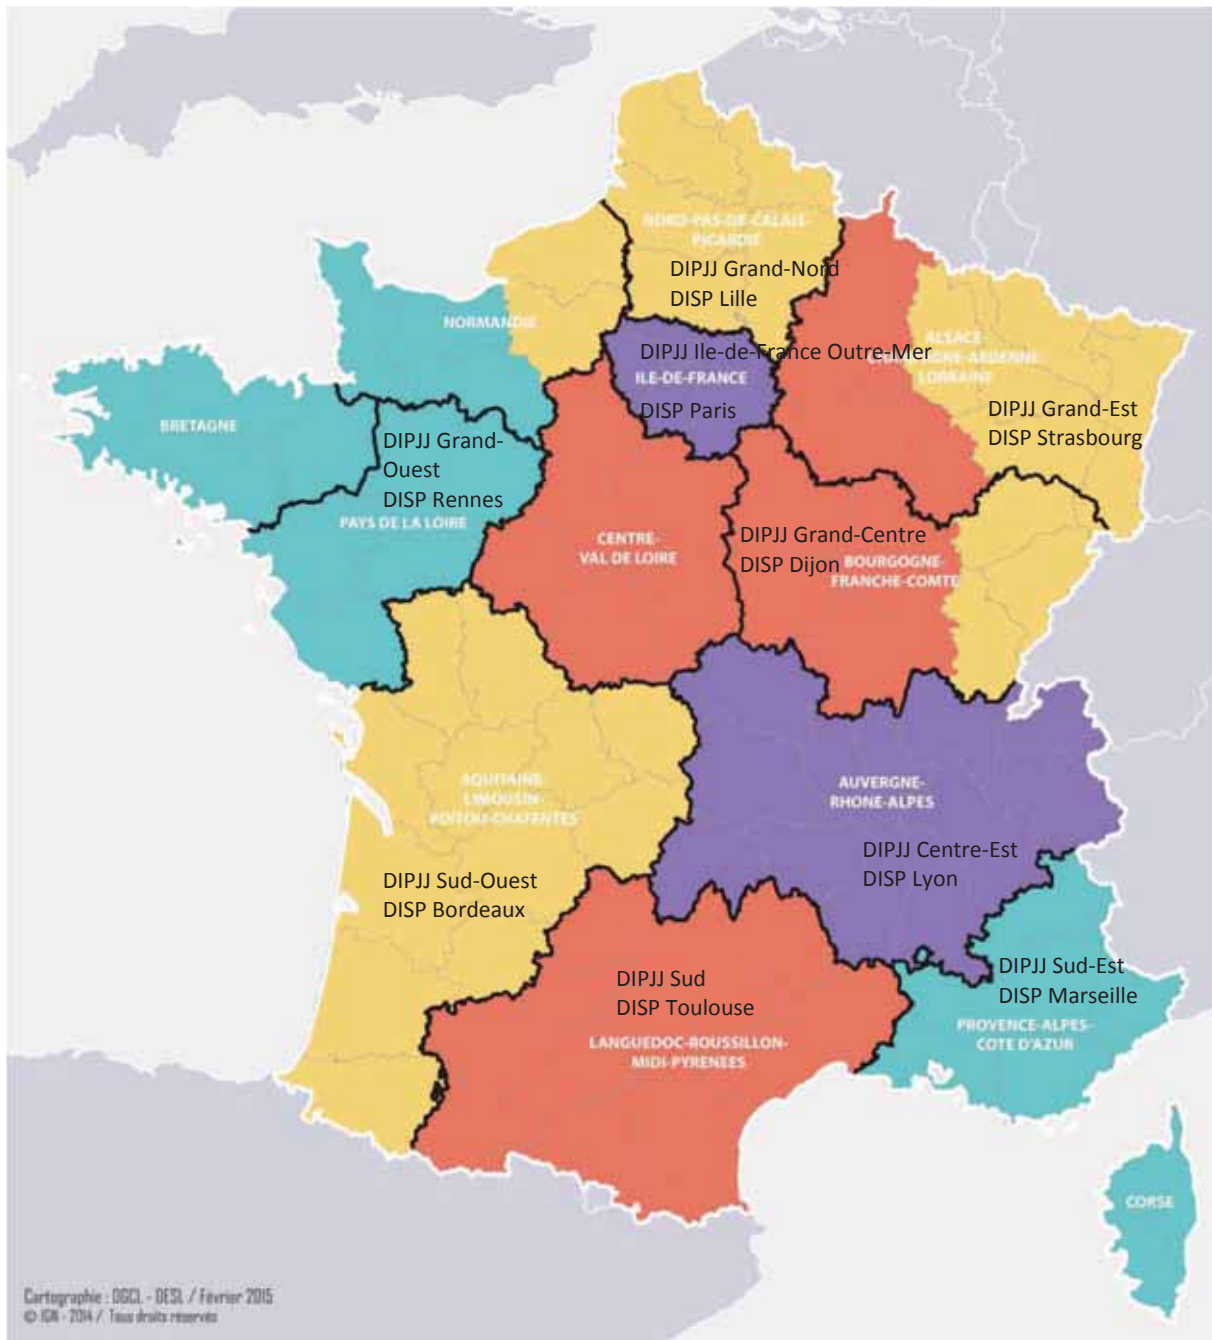 NORD-PAS-DE-CALAIS-
PICARDIE
DIPJJ Grand-Nord
DISP Lille
NORMANDIE
DIPJJ Ile-de-France Outre-Mer
ILE-DE-FRANCE
DISP Paris
ALSACE-
CHAMPAGNE-ARDENNE-
LORRAINE
DIPJJ Grand-Est
DISP Strasbourg
BRETAGNE
DIPJJ Grand-
Ouest
DISP Rennes
PAYS DE LA LOIRE
CENTRE-
VAL DE LOIRE
DIPJJ Grand-Centre
DISP Dijon
BOURGOGNE-
FRANCHE-COMTE
AQUITAINE-
LIMOUSIN-
POITOU-CHARENTES
DIPJJ Sud-Ouest
DISP Bordeaux
AUVERGNE-
RHONE-ALPES
DIPJJ Centre-Est
DISP Lyon
DIPJJ Sud
DISP Toulouse
LANGUEDOC-ROUSSILLON-
MIDI-PYRENEES
DIPJJ Sud-Est
DISP Marseille
PROVENCE-ALPES-
COTE D'AZUR
CORSE
Cartographie : DGCL - DESL / Février 2015
© IGN - 2014 / Tous droits réservés